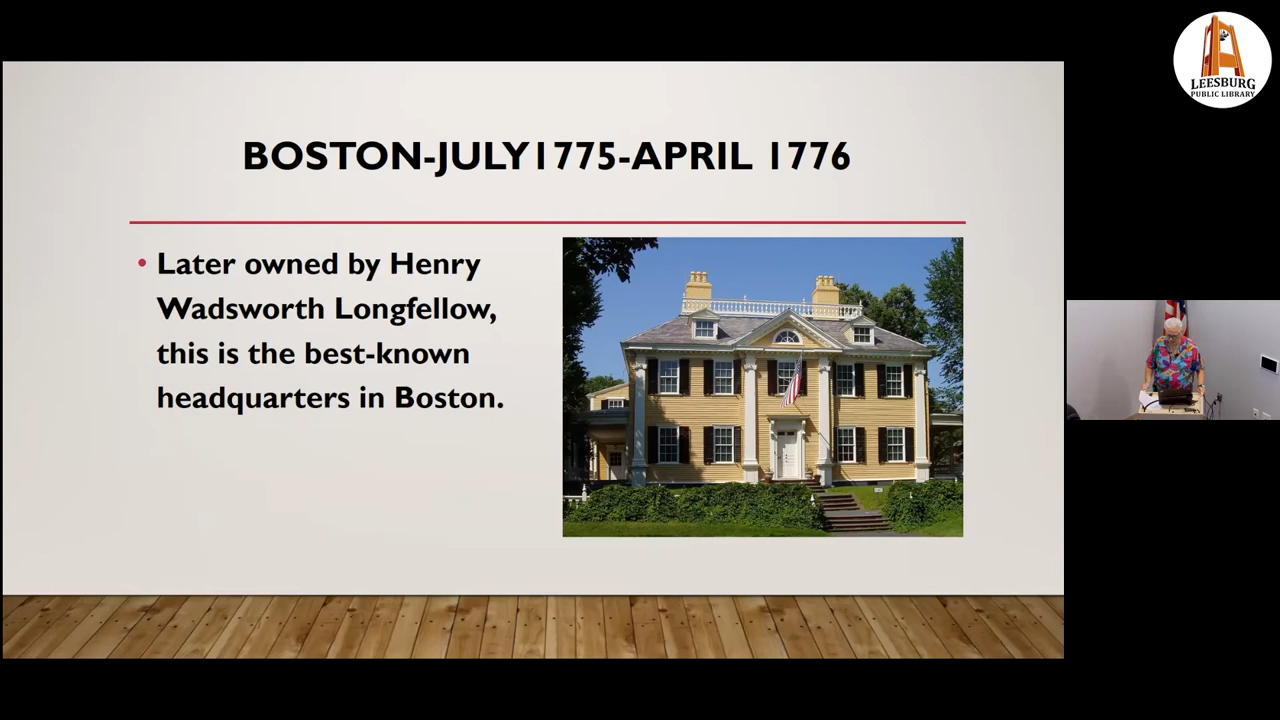 BOSTON-JULY1775-APRIL 1776
• Later owned by Henry
Wadsworth Longfellow,
this is the best-known
headquarters in Boston.
LEESBURG
PUBLIC LIBRARY